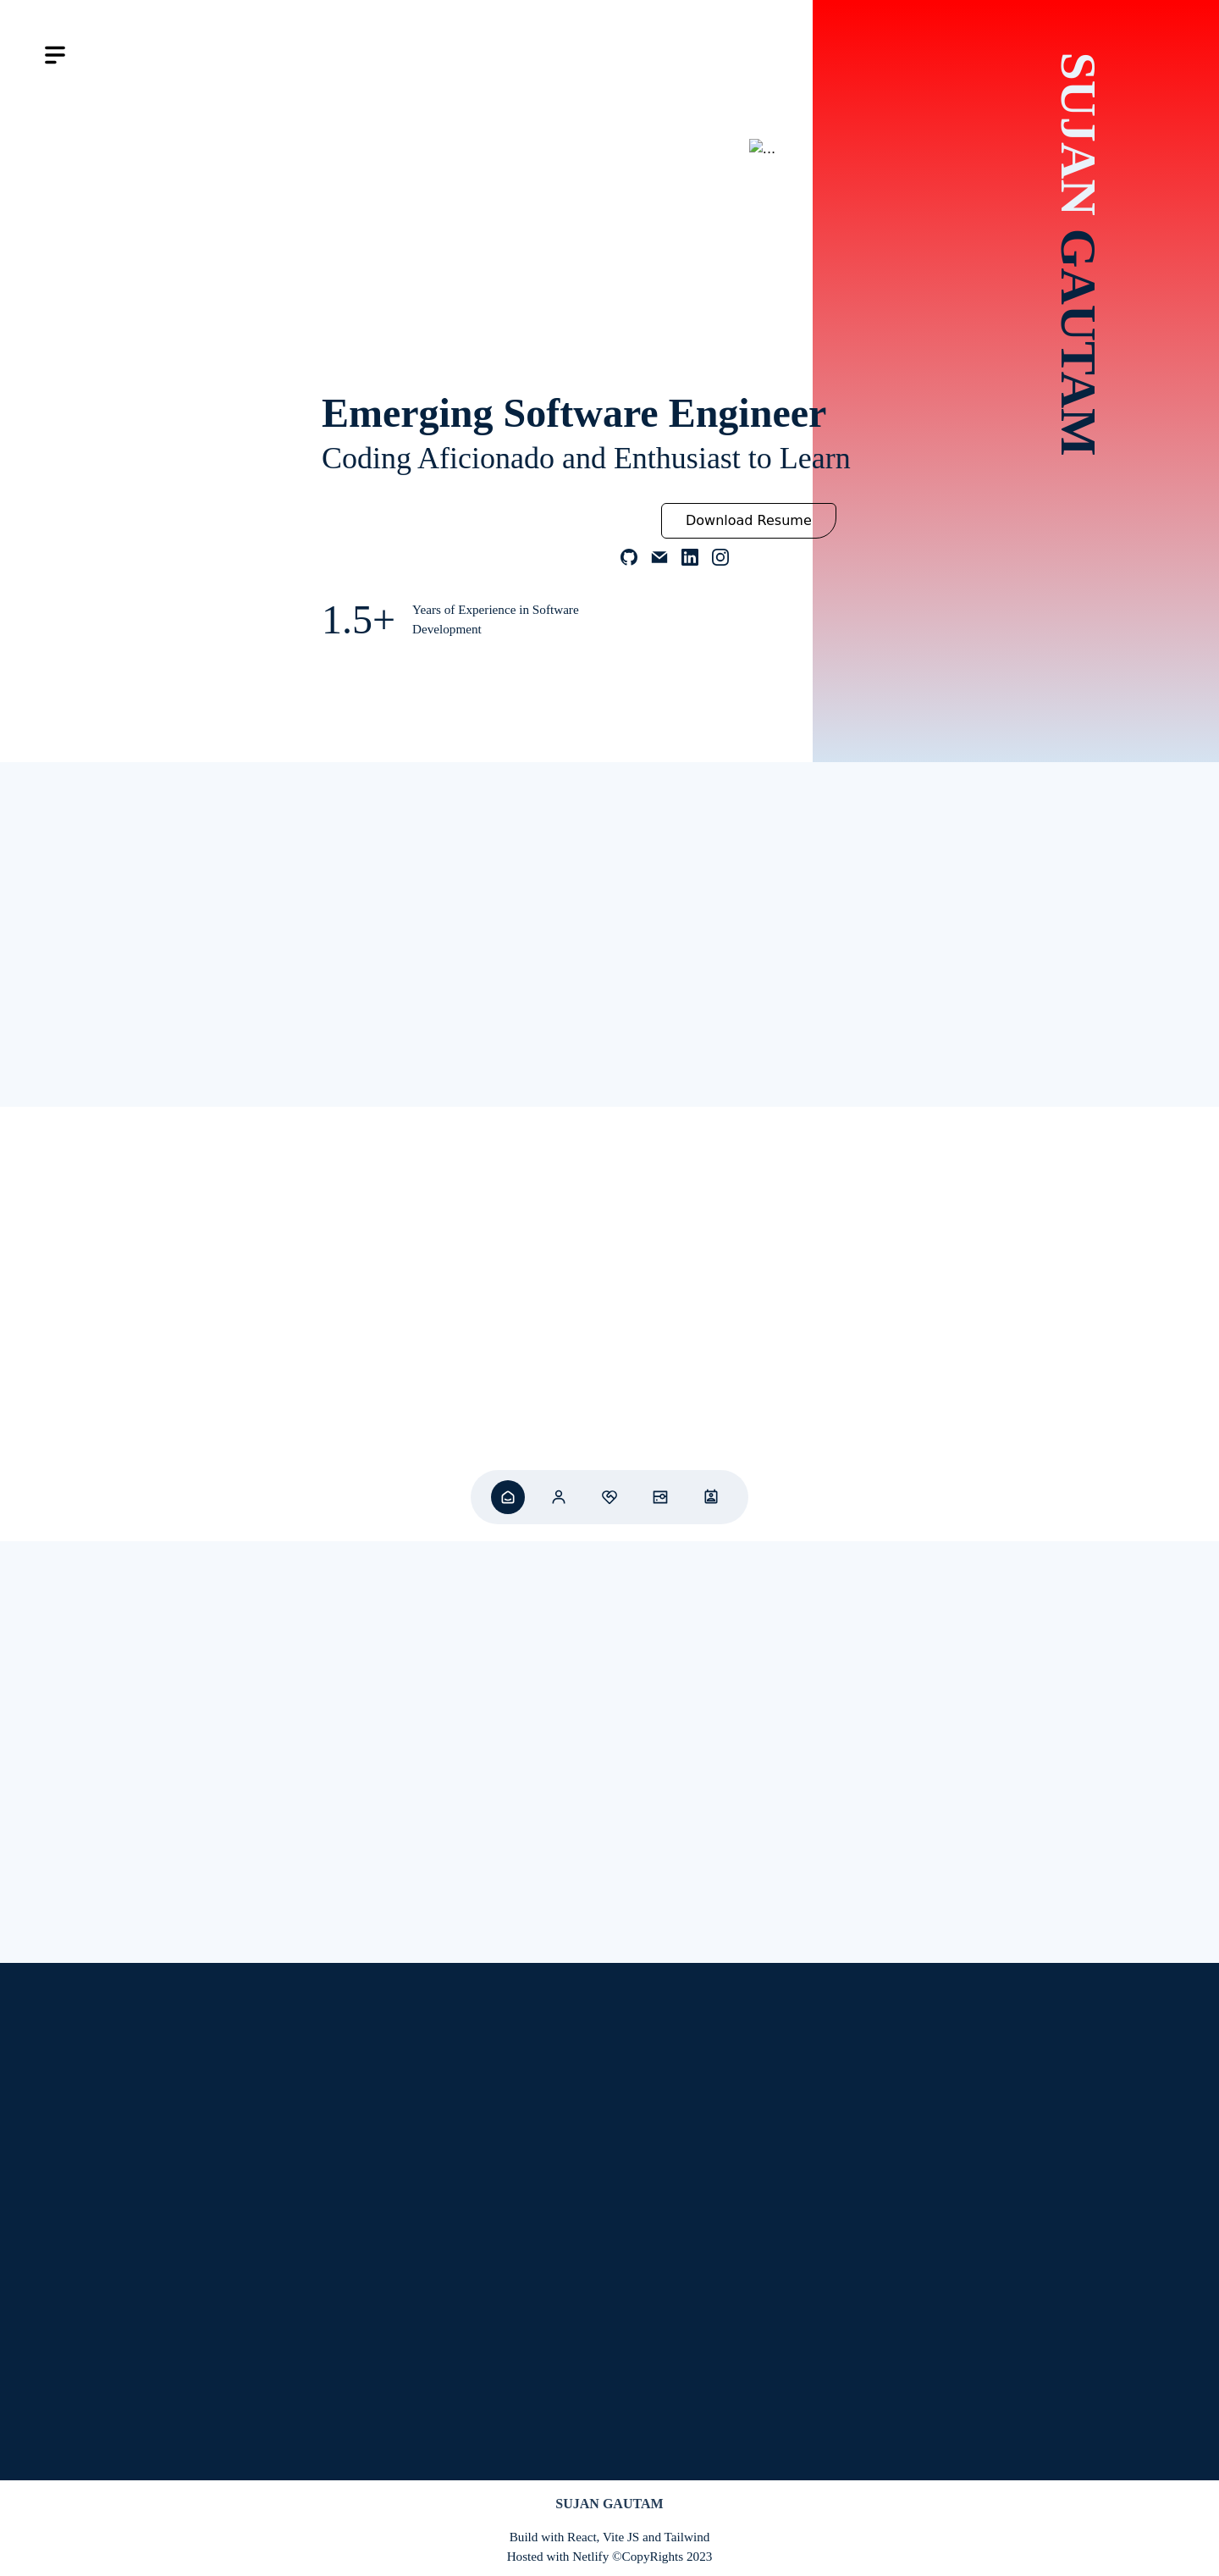 SUJAN GAUTAM
...
Emerging Software Engineer
Coding Aficionado and Enthusiast to Learn
Download Resume
1.5+
Years of Experience in Software
Development
SUJAN GAUTAM
Build with React, Vite JS and Tailwind
Hosted with Netlify ©CopyRights 2023